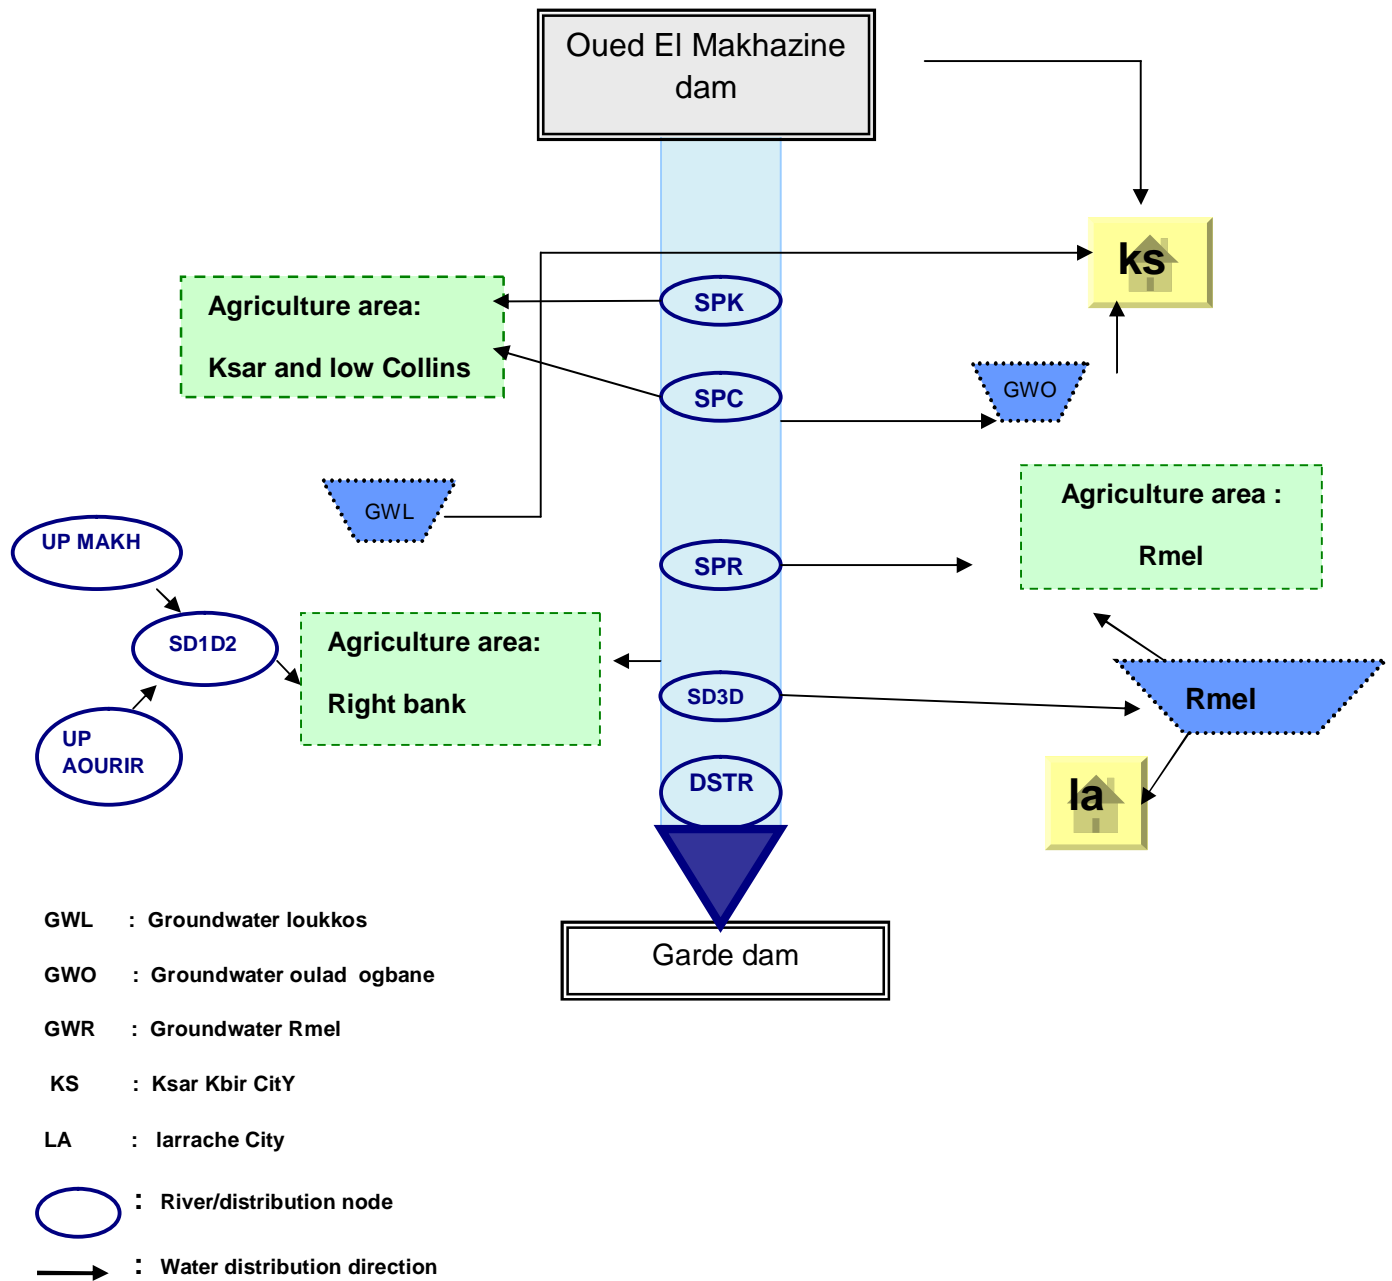 Oued El Makhazine
dam
ks
Agriculture area:
Ksar and low Collins
SPK
SPC
GWO
GWL
Agriculture area :
Rmel
UP MAKH
SPR
SD1D2
Agriculture area:
Right bank
SD3D
Rmel
UP
AOURIR
DSTR
la
Garde dam
GWL : Groundwater loukkos
GWO : Groundwater oulad ogbane
GWR : Groundwater Rmel
KS : Ksar Kbir CitY
LA : larrache City
: River/distribution node
: Water distribution direction